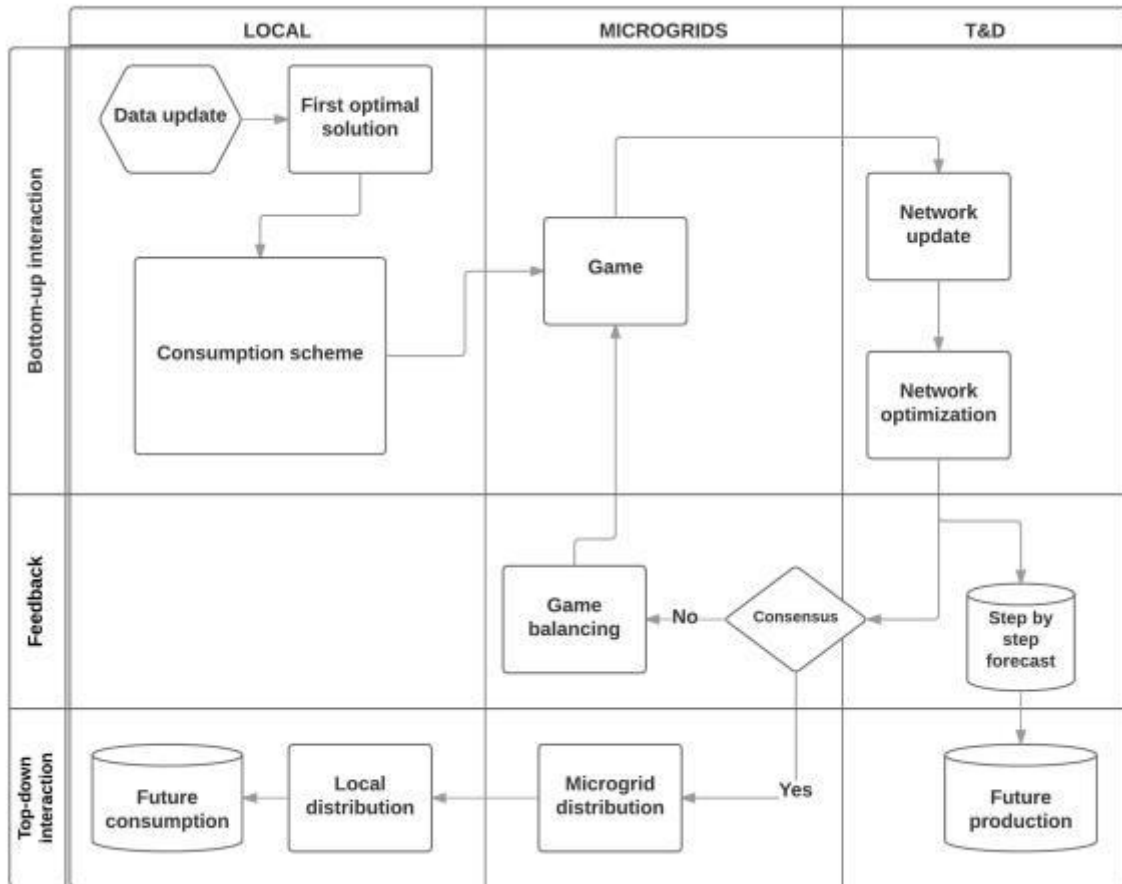 LOCAL
MICROGRIDS
T&D
Bottom-up interaction
Data update
First optimal
solution
Consumption scheme
Game
Network
update
Network
optimization
Feedback
Game
balancing
No
Consensus
Step by
step
forecast
Top-down
interaction
Future
consumption
Local
distribution
Microgrid
distribution
Yes
Future
production